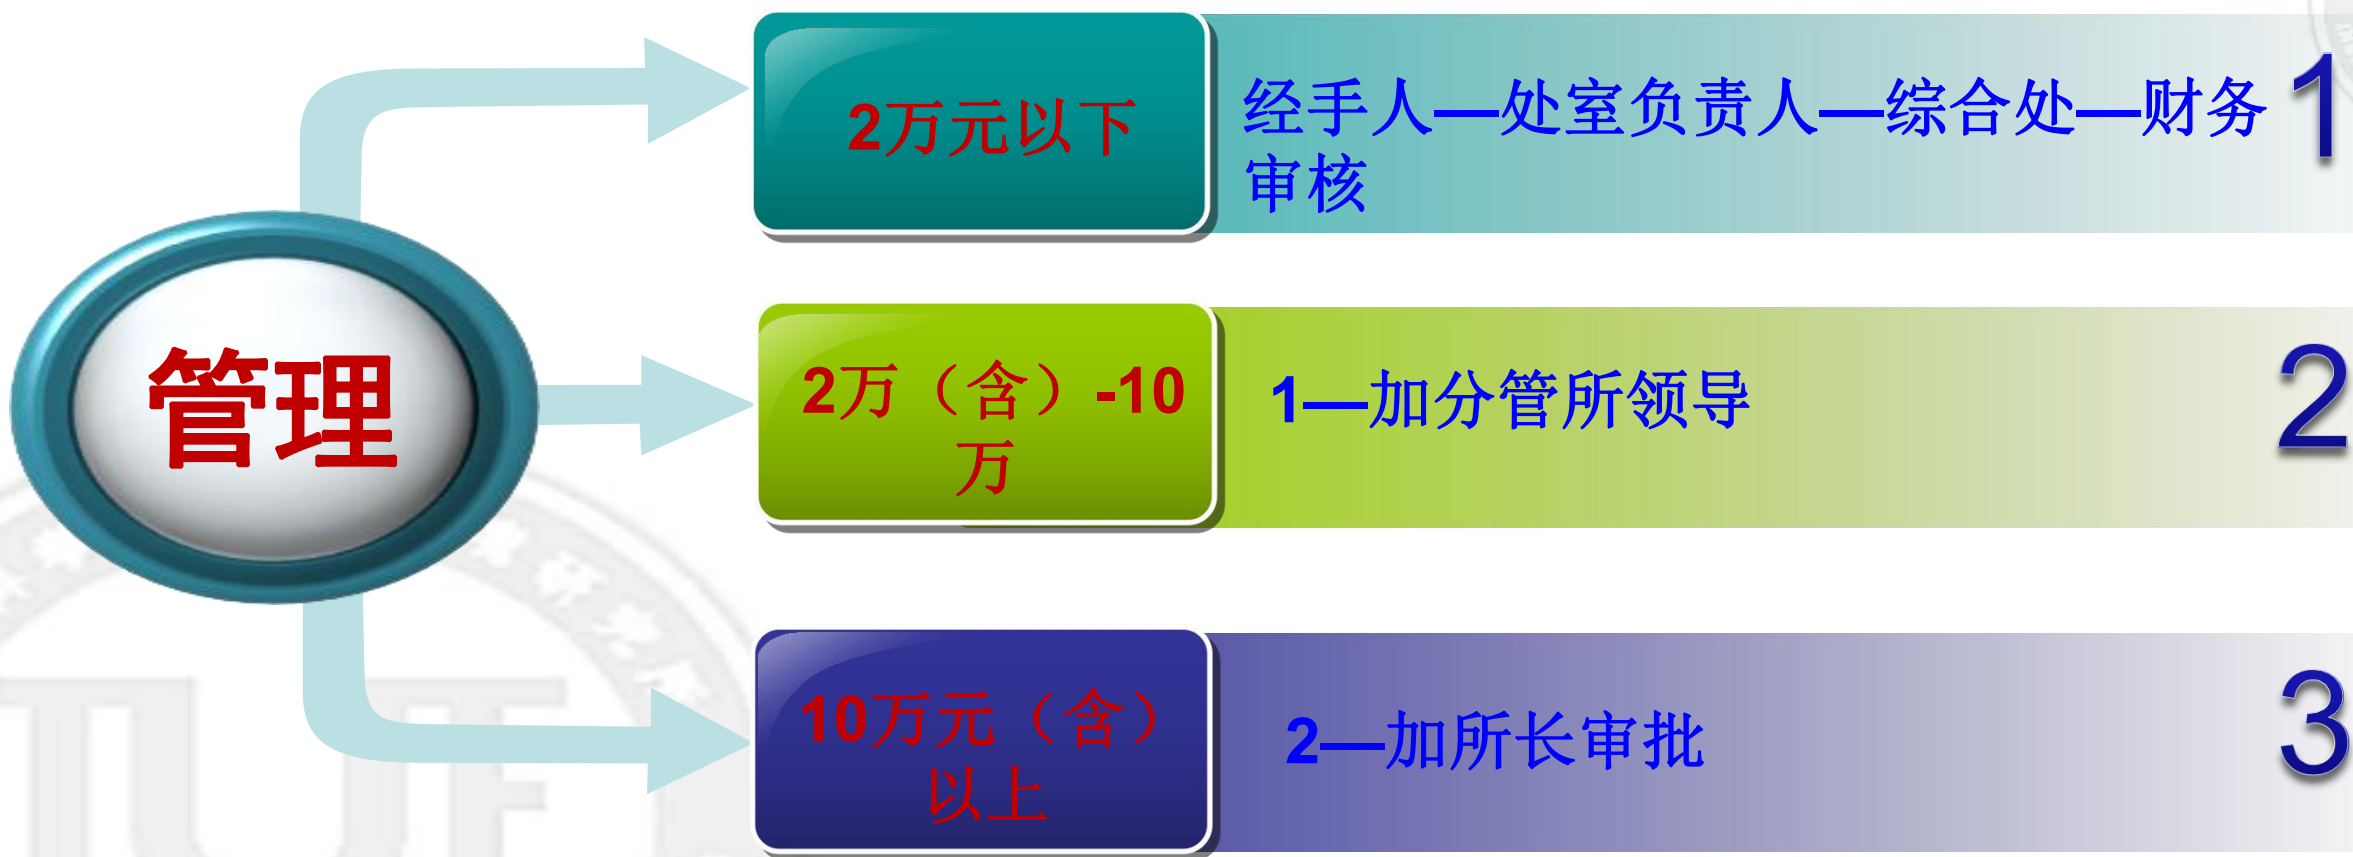 管理
2万元以下
经手人—处室负责人—综合处—财务
审核
1
2万（含）-10
万
1—加分管所领导
2
10万元（含）
以上
2—加所长审批
3